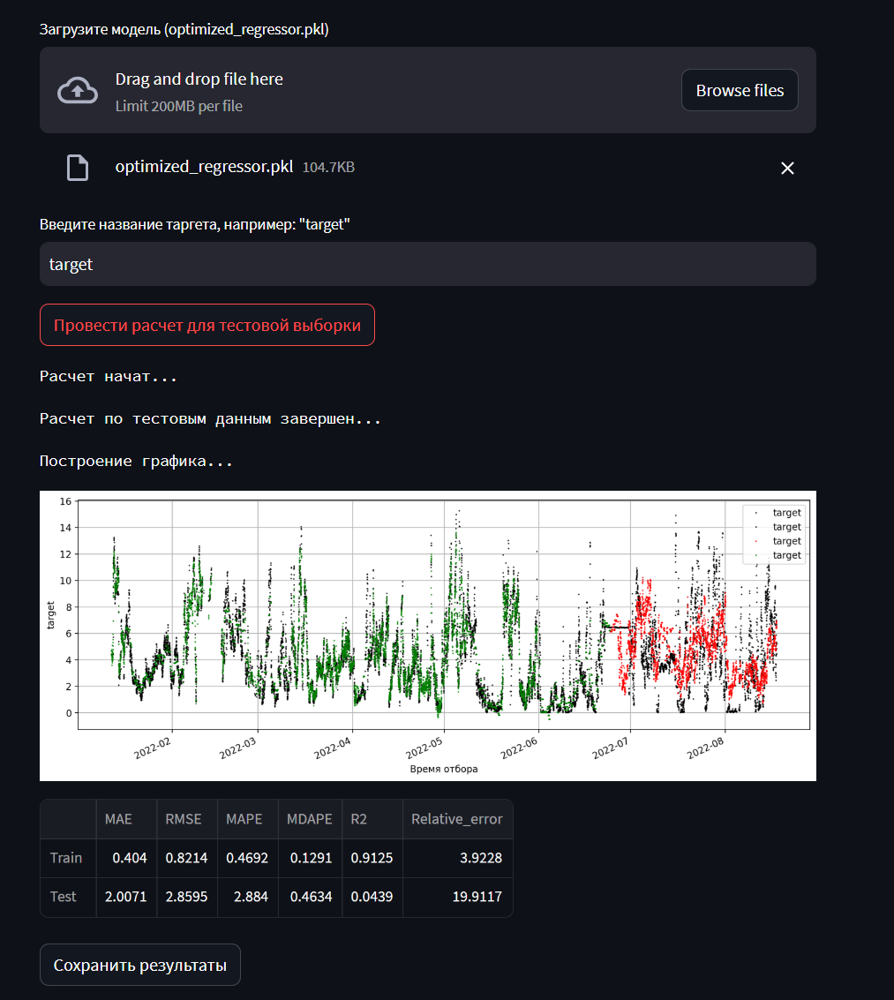 Загрузите модель (optimized_regressor.pkl)
Drag and drop file here
Limit 200MB per file
Browse files
optimized_regressor.pkl 104.7KB
Введите название таргета, например: "target"
target
Провести расчет для тестовой выборки
Расчет начат...
Расчет по тестовым данным завершен...
Построение графика...
16
14
12
10
8
6
4
2
0
target
target
target
target
target
2022-02
2022-03
2022-04
2022-05
2022-06
2022-07
2022-08
Время отбора
MAE RMSE MAPE MDAPE R2 Relative_error
Train 0.404 0.8214 0.4692 0.1291 0.9125 3.9228
Test 2.0071 2.8595 2.884 0.4634 0.0439 19.9117
Сохранить результаты